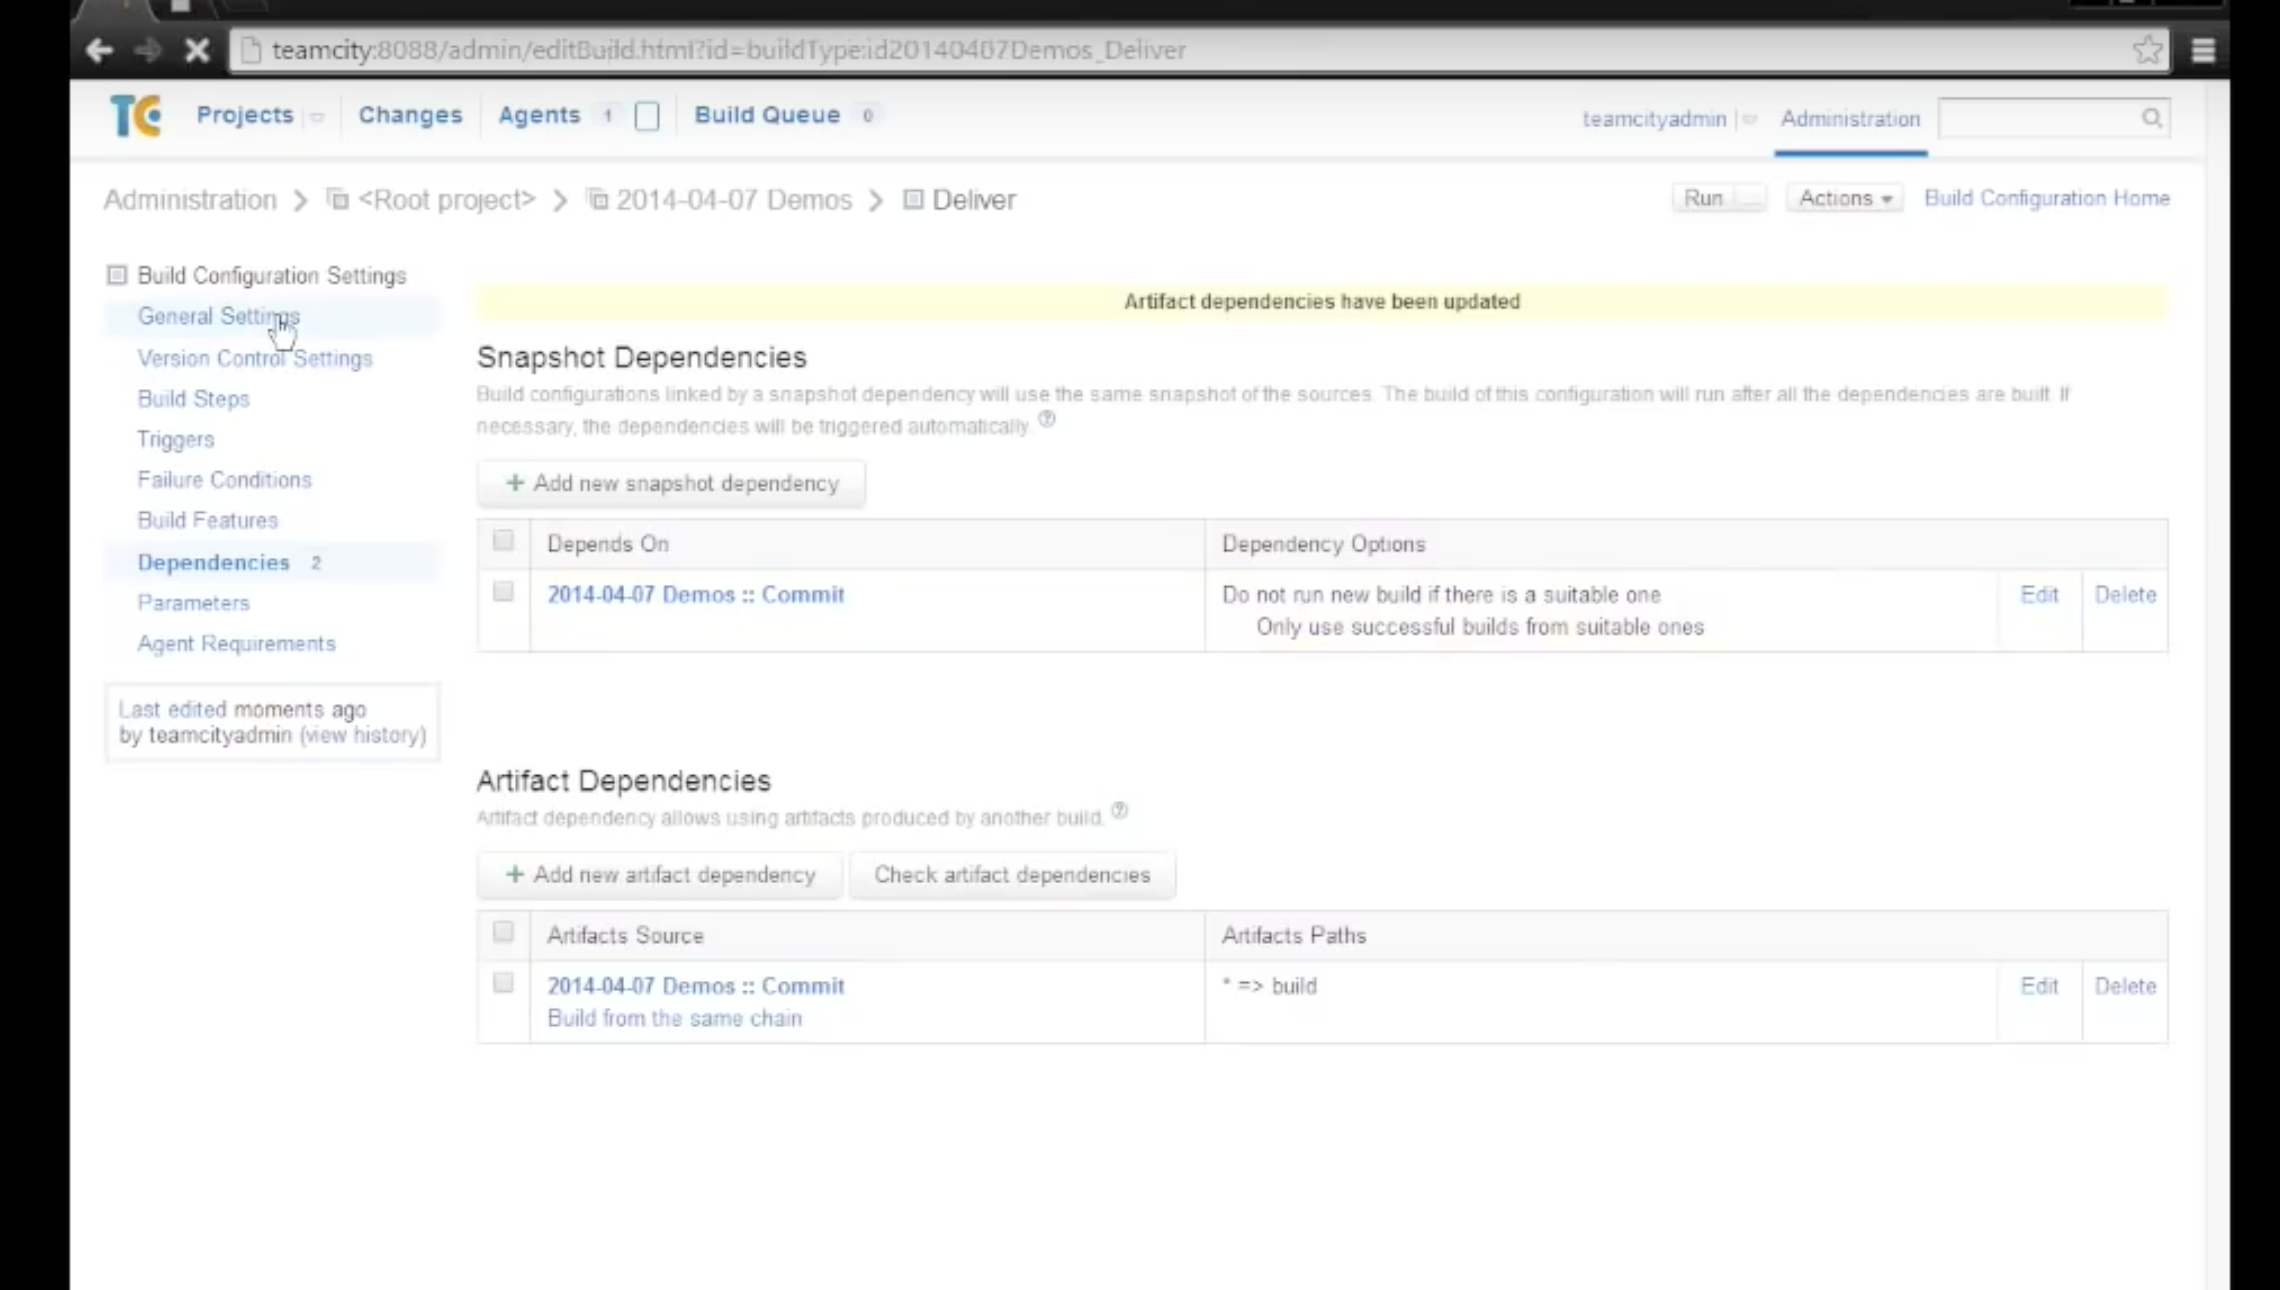 teamcity:8088/admin/editBuild.html?id=buildType:id20140407Demos_Deliver
TC Projects Changes Agents 1 Build Queue 0 teamcityadmin Administration
Administration > <Root project> > 2014-04-07 Demos > Deliver Run Actions Build Configuration Home
Build Configuration Settings
General Settings
Version Control Settings
Build Steps
Triggers
Failure Conditions
Build Features
Dependencies 2
Parameters
Agent Requirements
Last edited moments ago
by teamcityadmin (view history)
Artifact dependencies have been updated
Snapshot Dependencies
Build configurations linked by a snapshot dependency will use the same snapshot of the sources. The build of this configuration will run after all the dependencies are built. If
necessary, the dependencies will be triggered automatically.
+ Add new snapshot dependency
Depends On Dependency Options
2014-04-07 Demos :: Commit Do not run new build if there is a suitable one Edit Delete
Only use successful builds from suitable ones
Artifact Dependencies
Artifact dependency allows using artifacts produced by another build.
+ Add new artifact dependency Check artifact dependencies
Artifacts Source Artifacts Paths
2014-04-07 Demos :: Commit * => build Edit Delete
Build from the same chain